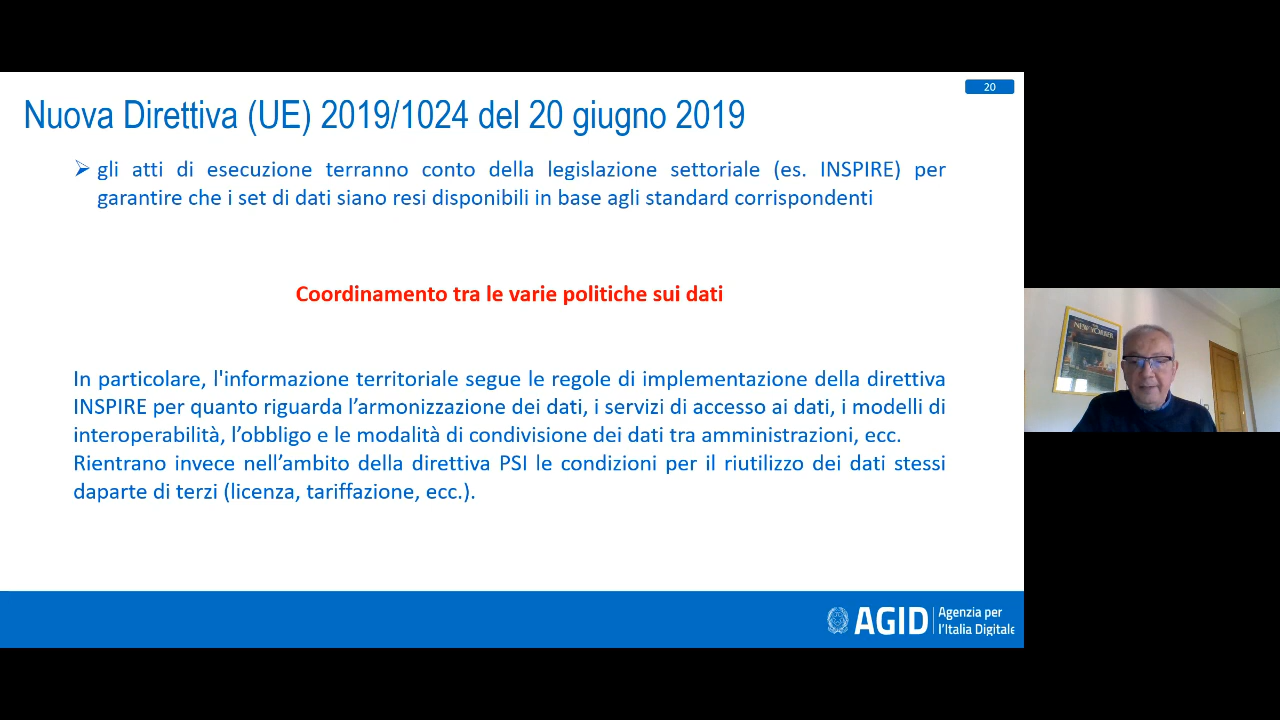 20
Nuova Direttiva (UE) 2019/1024 del 20 giugno 2019
➢ gli atti di esecuzione terranno conto della legislazione settoriale (es. INSPIRE) per
garantire che i set di dati siano resi disponibili in base agli standard corrispondenti
Coordinamento tra le varie politiche sui dati
In particolare, l'informazione territoriale segue le regole di implementazione della direttiva
INSPIRE per quanto riguarda l’armonizzazione dei dati, i servizi di accesso ai dati, i modelli di
interoperabilità, l’obbligo e le modalità di condivisione dei dati tra amministrazioni, ecc.
Rientrano invece nell’ambito della direttiva PSI le condizioni per il riutilizzo dei dati stessi
daparte di terzi (licenza, tariffazione, ecc.).
NEW YORKER
AGID
Agenzia per
l’Italia Digitale